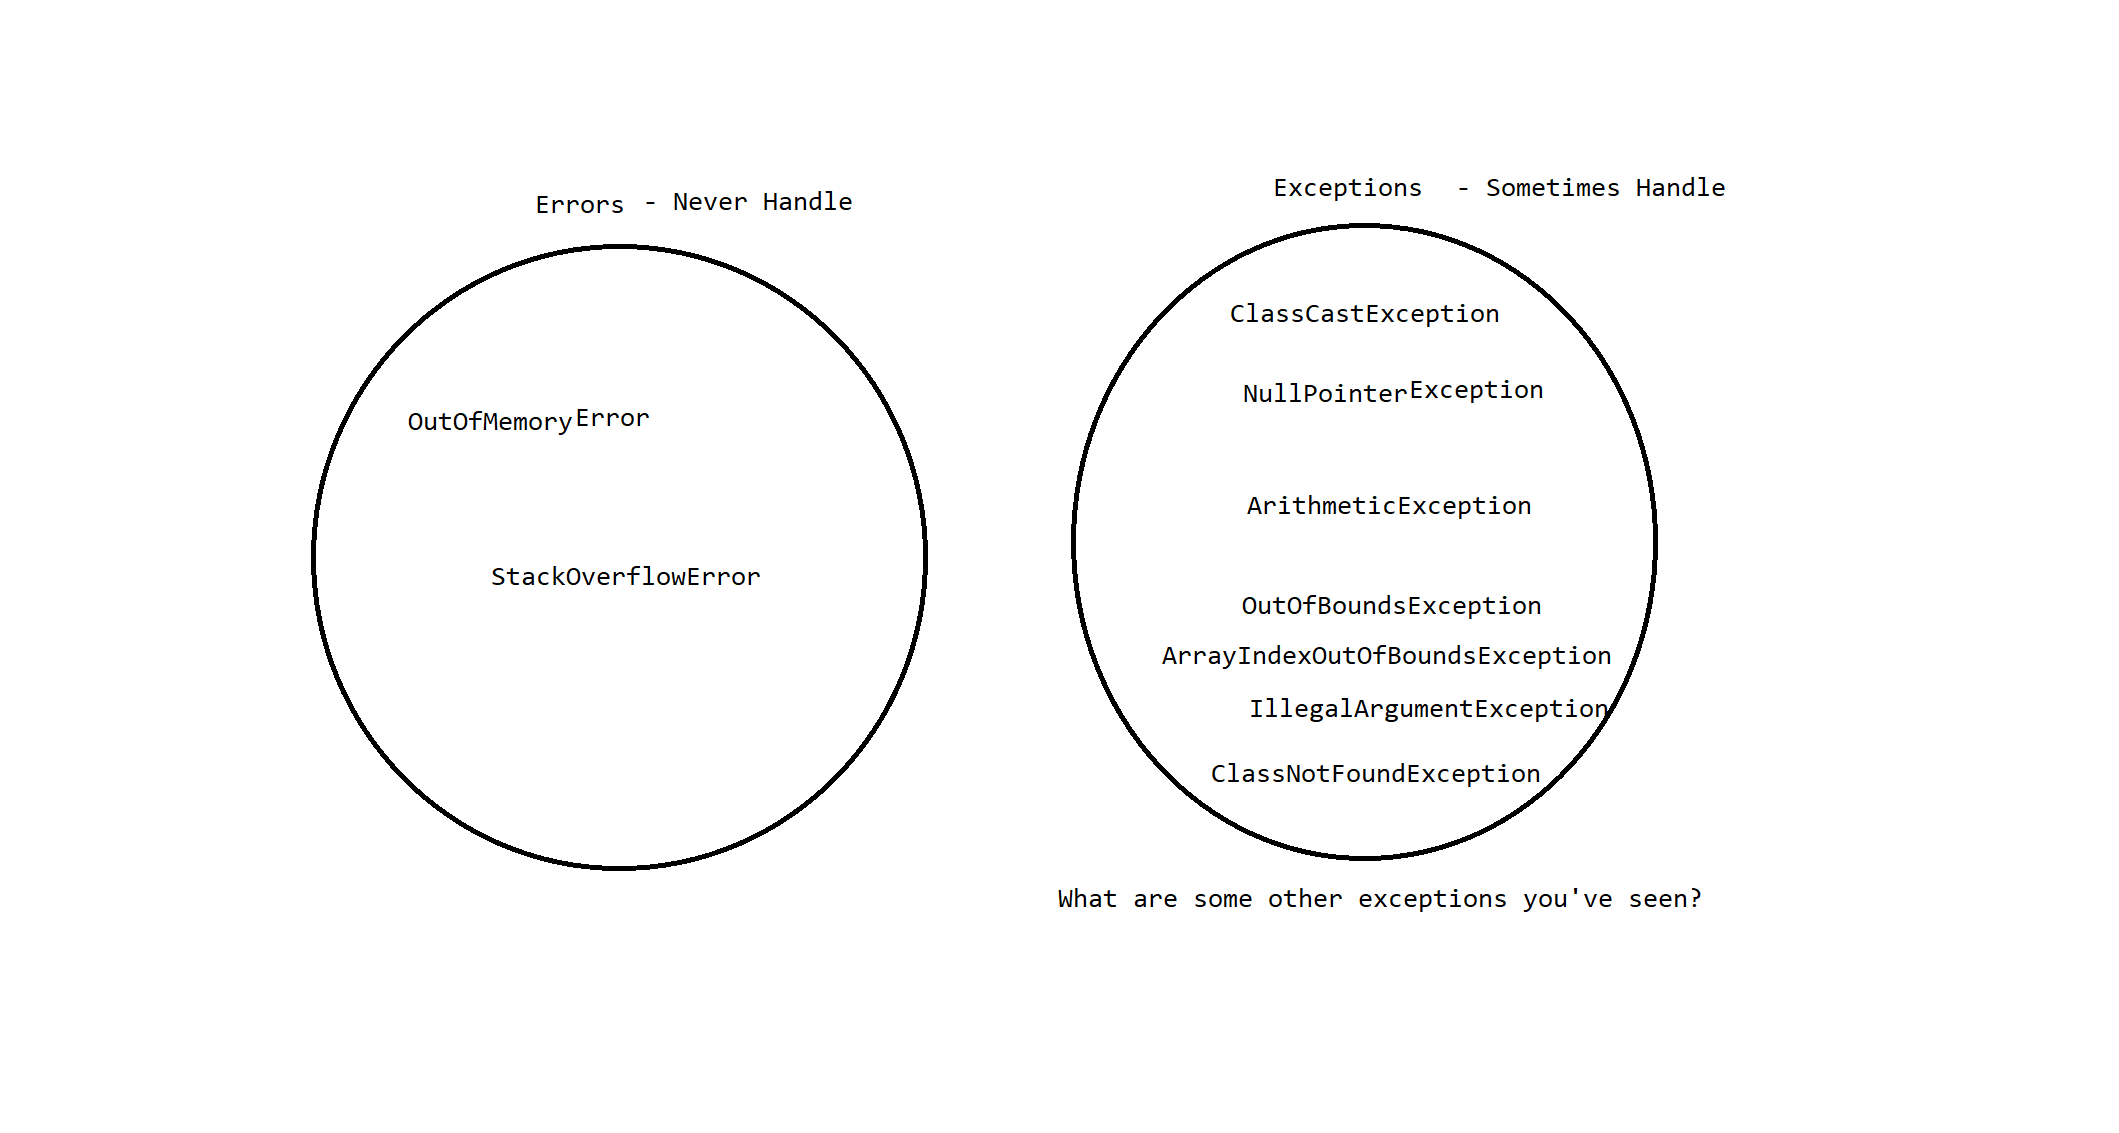 Errors - Never Handle
OutOfMemoryError
StackOverflowError
Exceptions - Sometimes Handle
ClassCastException
NullPointerException
ArithmeticException
OutOfBoundsException
ArrayIndexOutOfBoundsException
IllegalArgumentException
ClassNotFoundException
What are some other exceptions you've seen?